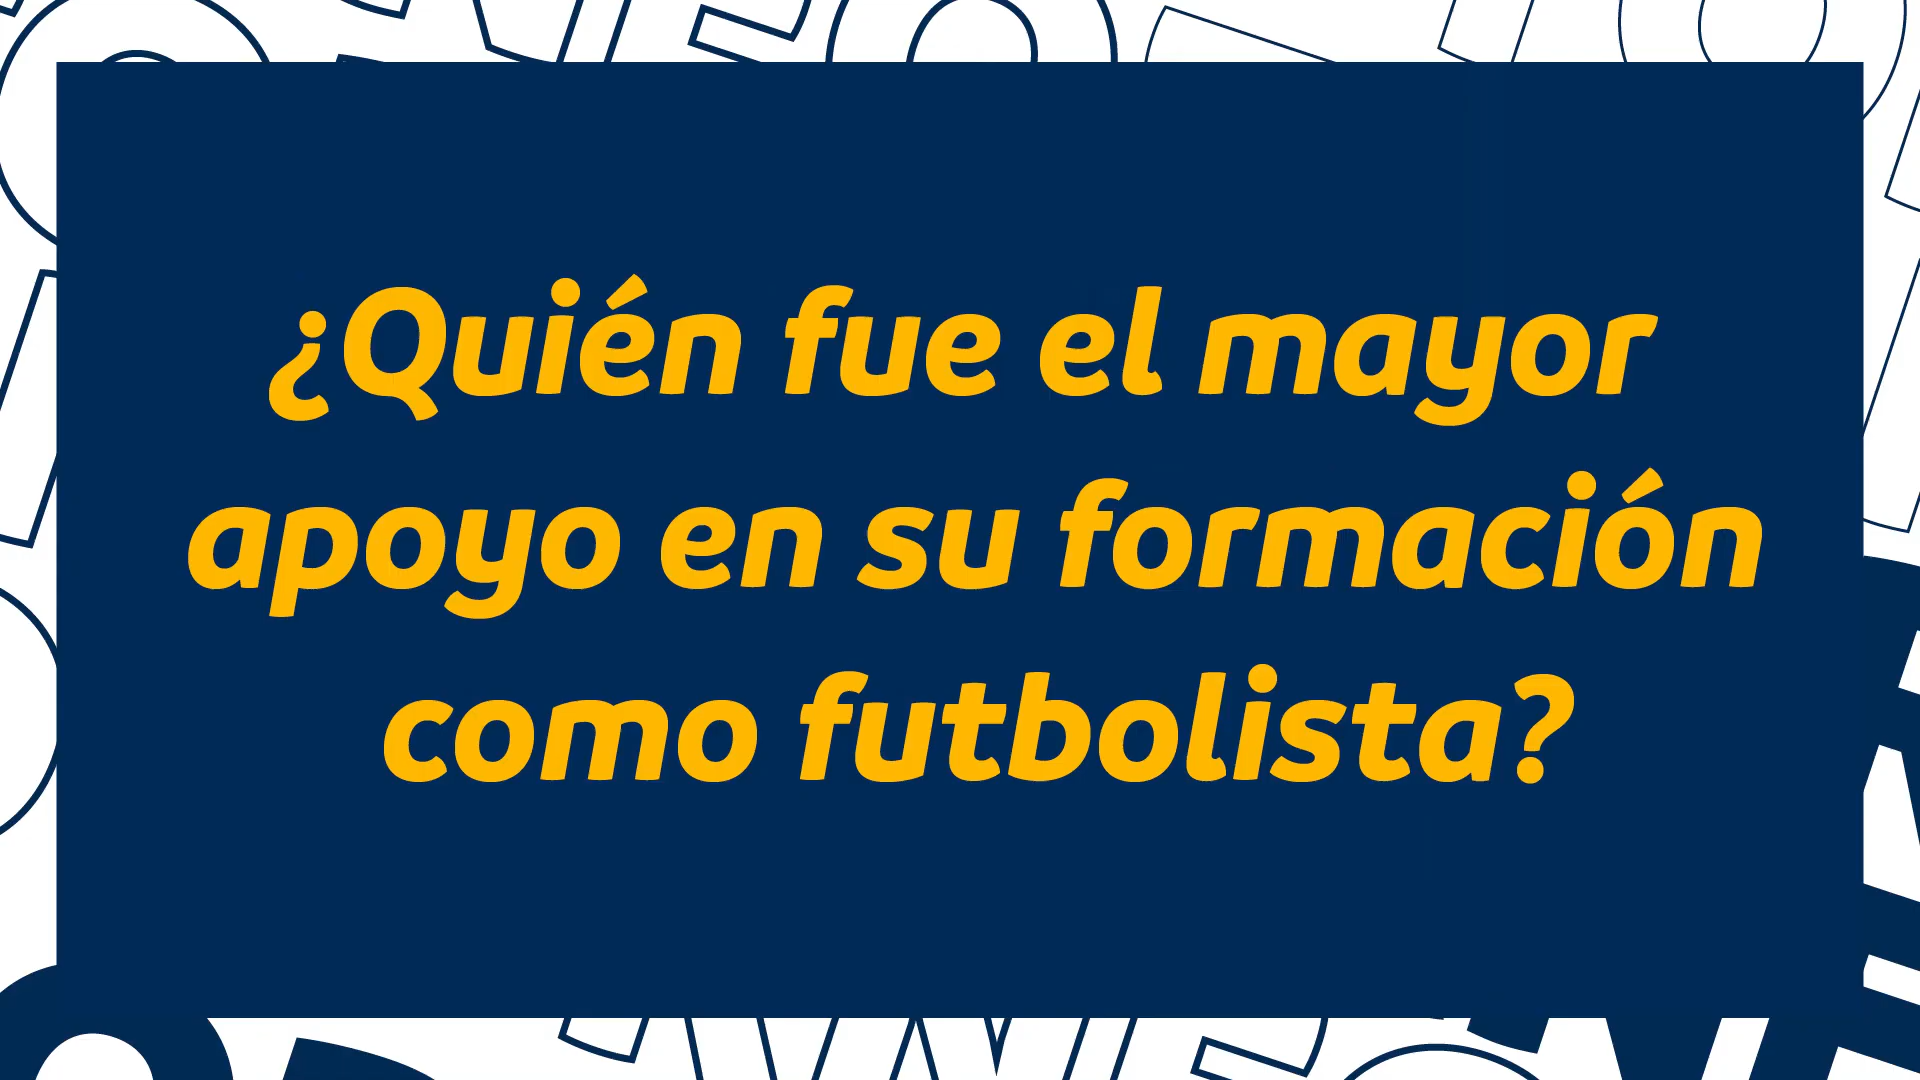 ¿Quién fue el mayor
apoyo en su formación
como futbolista?